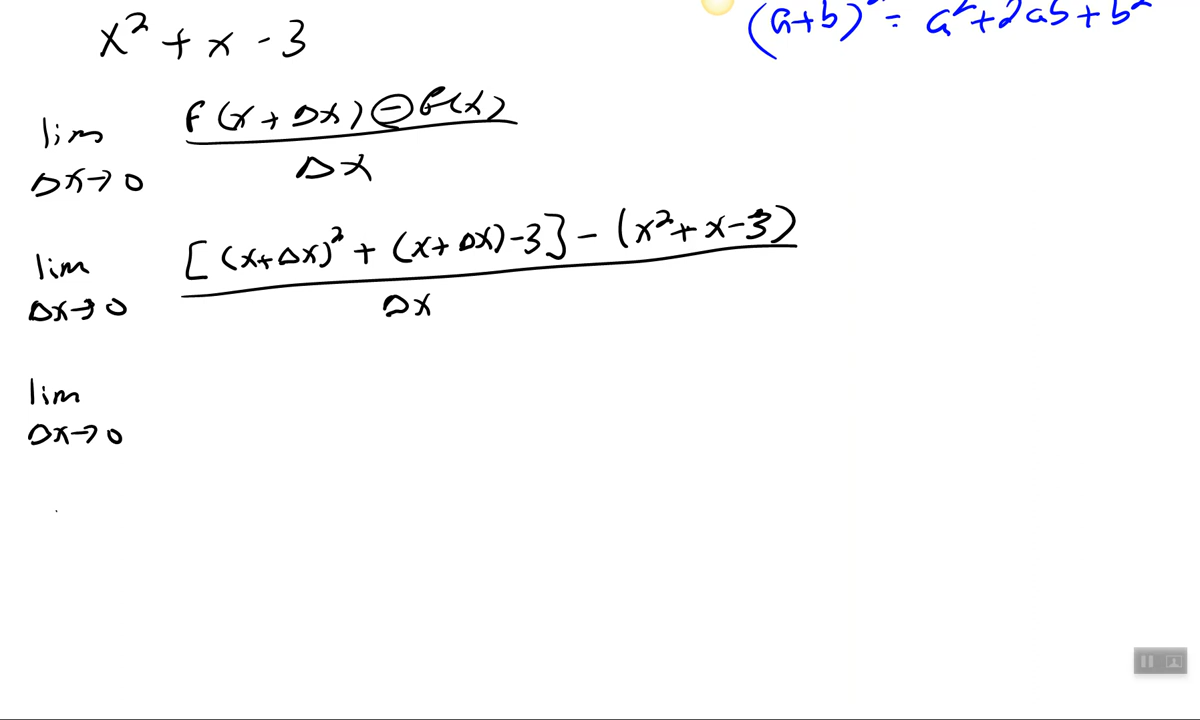 x² + x - 3
(a+b)² = a²+2ab+b²
lim Δx→0 f(x+Δx) - f(x) / Δx
lim Δx→0 [(x+Δx)² + (x+Δx)-3] - (x²+x-3) / Δx
lim Δx→0